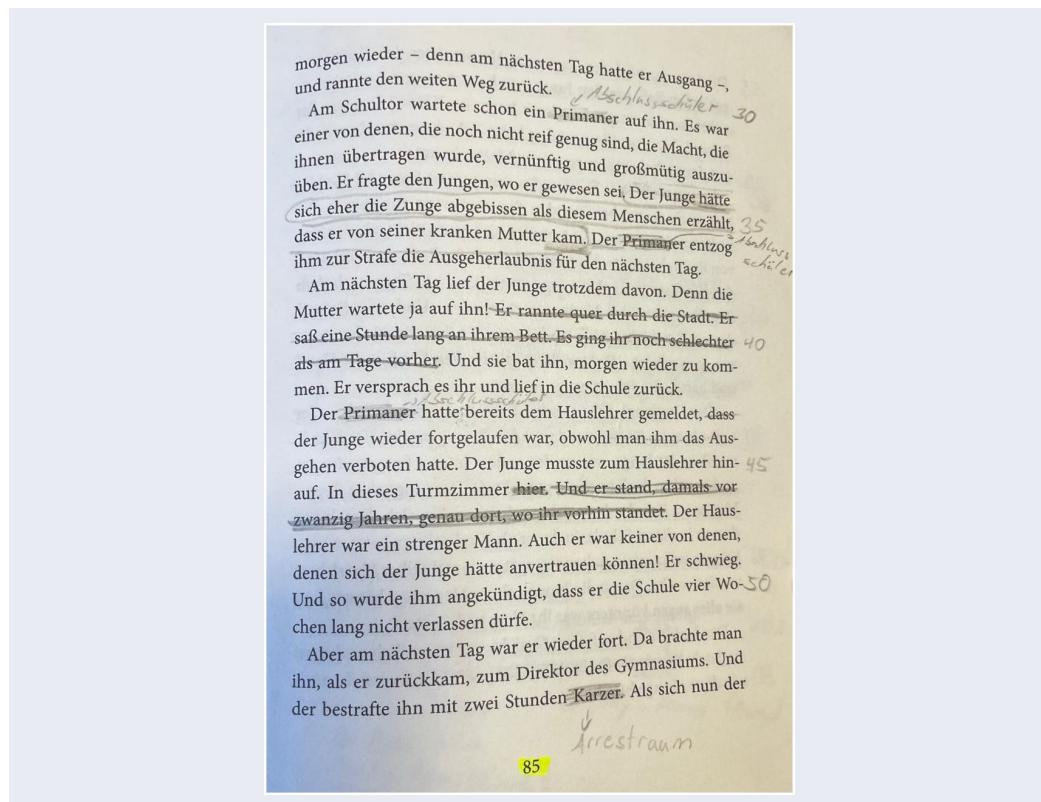 morgen wieder – denn am nächsten Tag hatte er Ausgang –,
und rannte den weiten Weg zurück.
Abschlussschüler
Am Schultor wartete schon ein Primaner auf ihn. Es war 30
einer von denen, die noch nicht reif genug sind, die Macht, die
ihnen übertragen wurde, vernünftig und großmütig auszu-
üben. Er fragte den Jungen, wo er gewesen sei. Der Junge hätte
sich eher die Zunge abgebissen als diesem Menschen erzählt, 35
dass er von seiner kranken Mutter kam. Der Primaner entzog
Abschluss
schüler
ihm zur Strafe die Ausgeherlaubnis für den nächsten Tag.
Am nächsten Tag lief der Junge trotzdem davon. Denn die
Mutter wartete ja auf ihn! Er rannte quer durch die Stadt. Er
saß eine Stunde lang an ihrem Bett. Es ging ihr noch schlechter 40
als am Tage vorher. Und sie bat ihn, morgen wieder zu kom-
men. Er versprach es ihr und lief in die Schule zurück.
Abschlussschüler
Der Primaner hatte bereits dem Hauslehrer gemeldet, dass
der Junge wieder fortgelaufen war, obwohl man ihm das Aus-
gehen verboten hatte. Der Junge musste zum Hauslehrer hin- 45
auf. In dieses Turmzimmer hier. Und er stand, damals vor
zwanzig Jahren, genau dort, wo ihr vorhin standet. Der Haus-
lehrer war ein strenger Mann. Auch er war keiner von denen,
denen sich der Junge hätte anvertrauen können! Er schwieg.
Und so wurde ihm angekündigt, dass er die Schule vier Wo- 50
chen lang nicht verlassen dürfe.
Aber am nächsten Tag war er wieder fort. Da brachte man
ihn, als er zurückkam, zum Direktor des Gymnasiums. Und
der bestrafte ihn mit zwei Stunden Karzer. Als sich nun der
Arrestraum
85